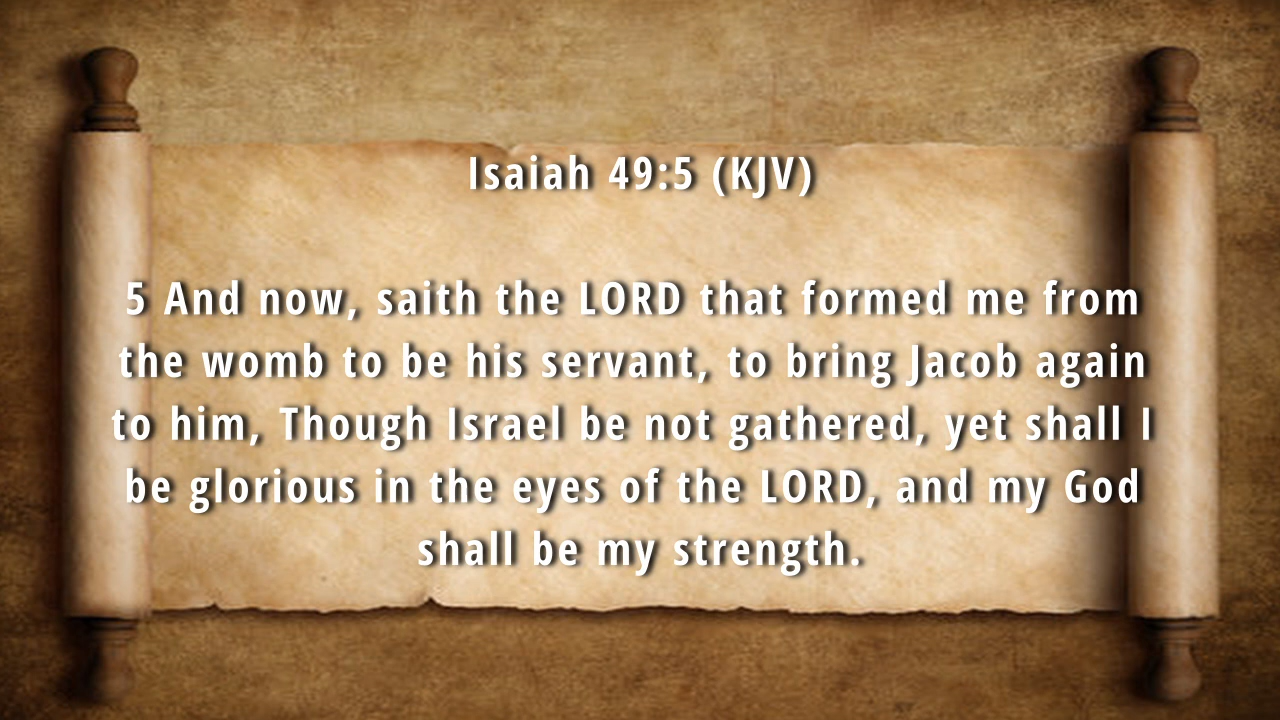 Isaiah 49:5 (KJV)
5 And now, saith the LORD that formed me from
the womb to be his servant, to bring Jacob again
to him, Though Israel be not gathered, yet shall I
be glorious in the eyes of the LORD, and my God
shall be my strength.